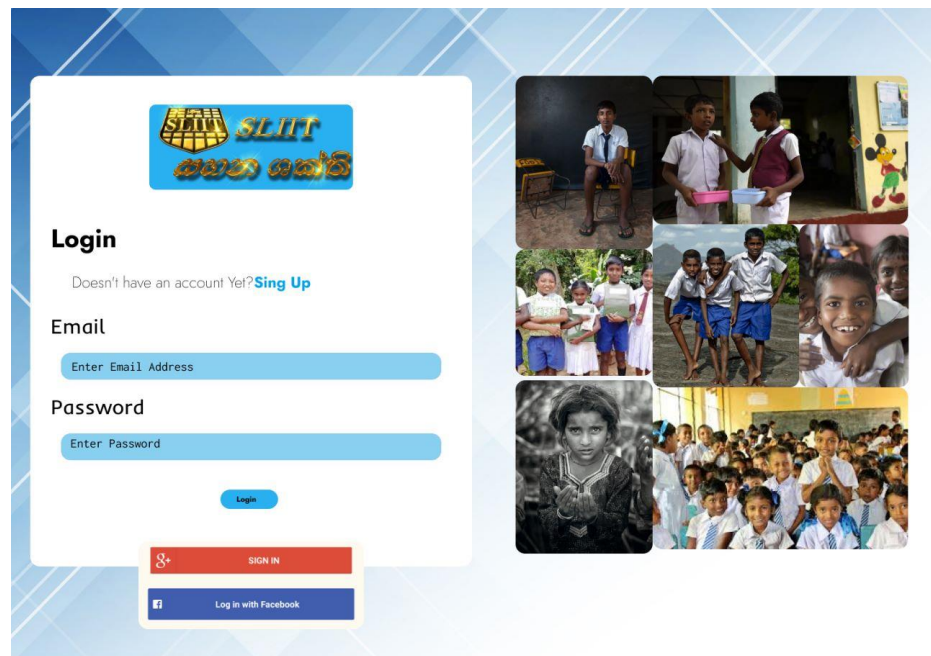 SLIIT SLIIT
සහන ශක්ති
Login
Doesn't have an account Yet?Sing Up
Email
Enter Email Address
Password
Enter Password
Login
g+ SIGN IN
f Log in with Facebook